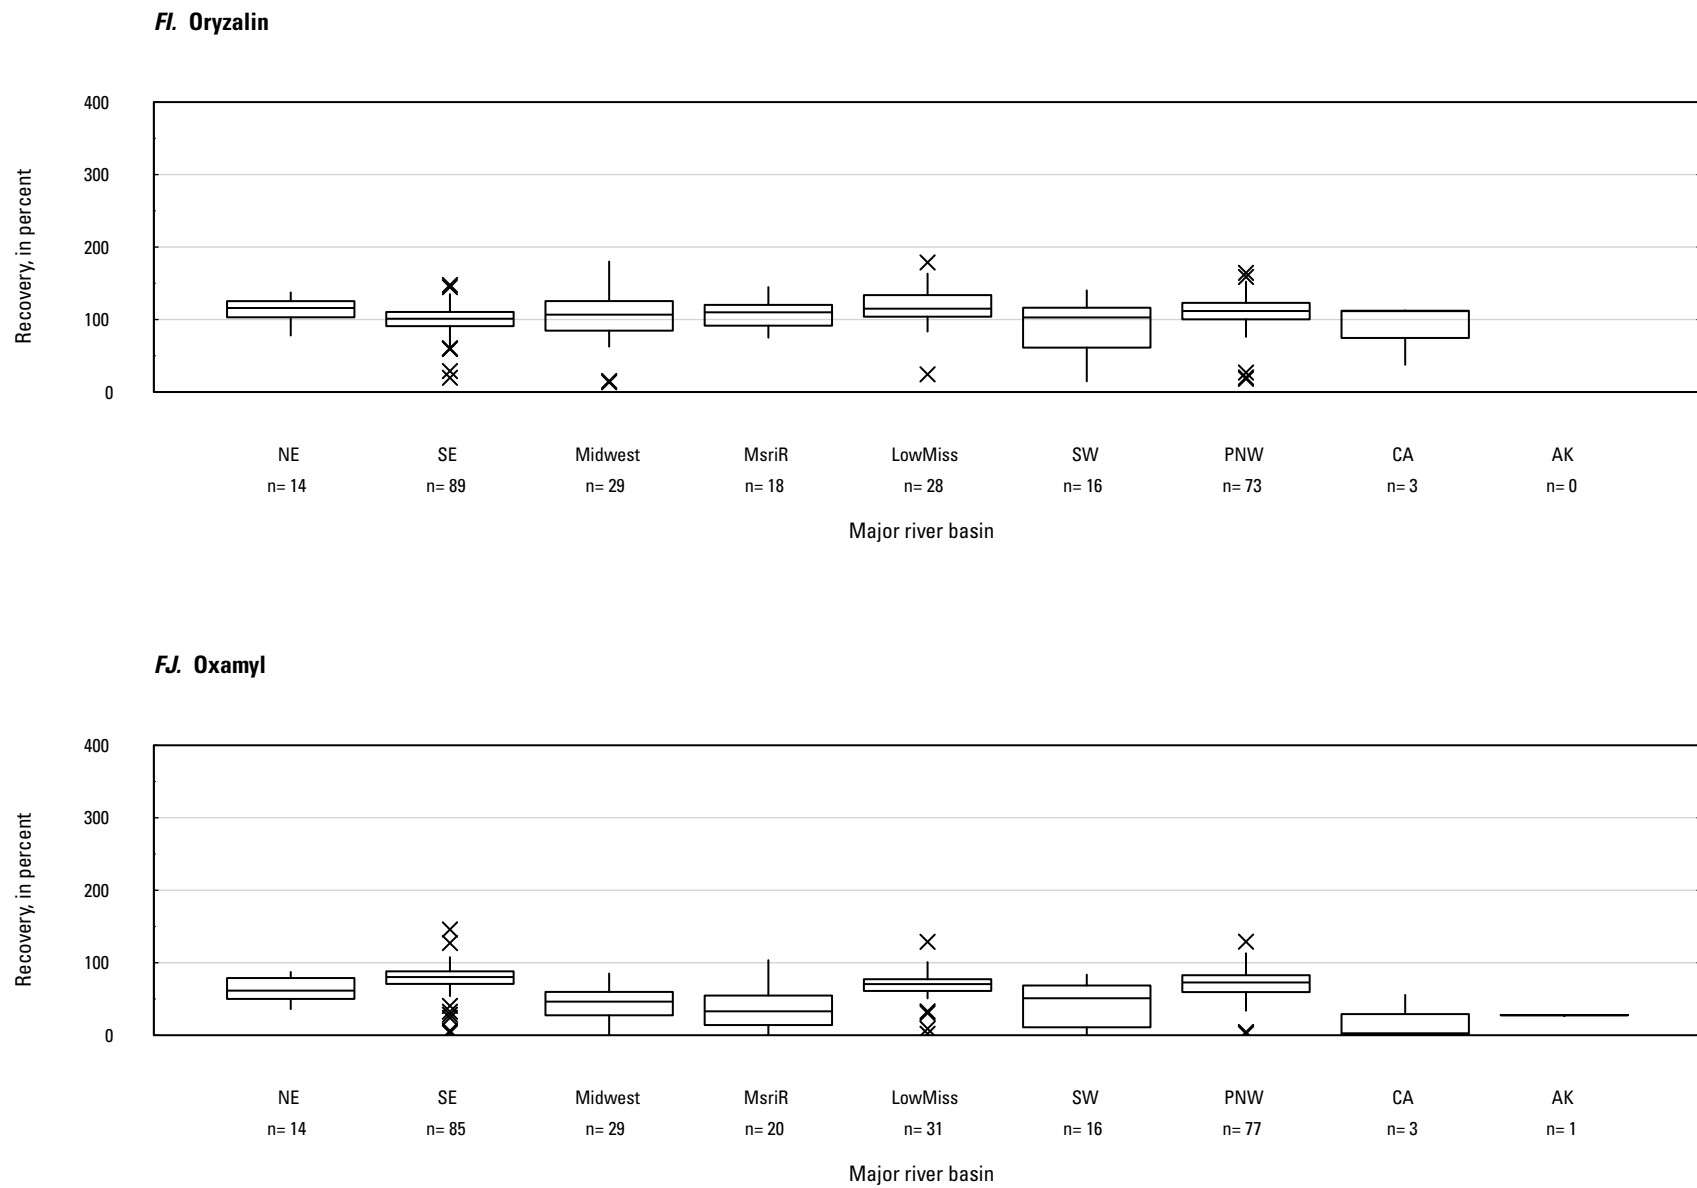 FI. Oryzalin
400
300
200
100
0
Recovery, in percent
NE SE Midwest MsriR LowMiss SW PNW CA AK
n= 14 n= 89 n= 29 n= 18 n= 28 n= 16 n= 73 n= 3 n= 0
Major river basin
FJ. Oxamyl
400
300
200
100
0
Recovery, in percent
NE SE Midwest MsriR LowMiss SW PNW CA AK
n= 14 n= 85 n= 29 n= 20 n= 31 n= 16 n= 77 n= 3 n= 1
Major river basin